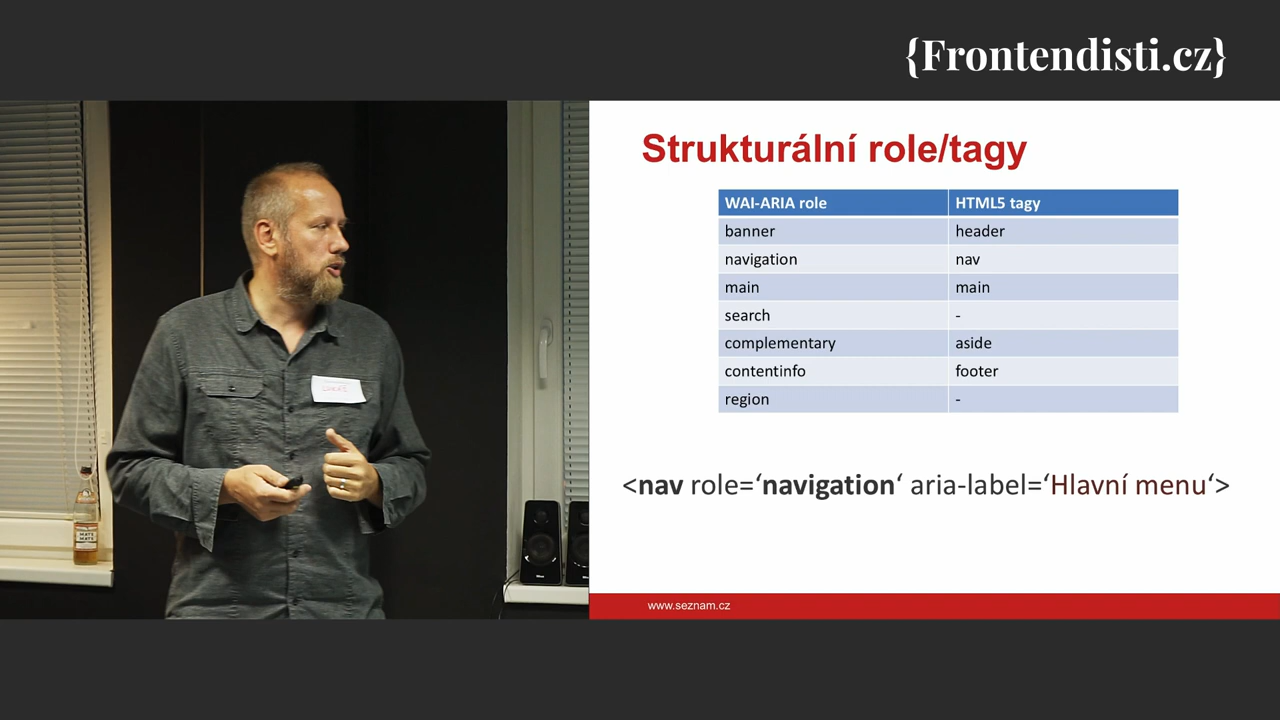 {Frontendisti.cz}
Strukturální role/tagy
WAI-ARIA role HTML5 tagy
banner header
navigation nav
main main
search -
complementary aside
contentinfo footer
region -
<nav role=‘navigation‘ aria-label=‘Hlavní menu‘>
www.seznam.cz